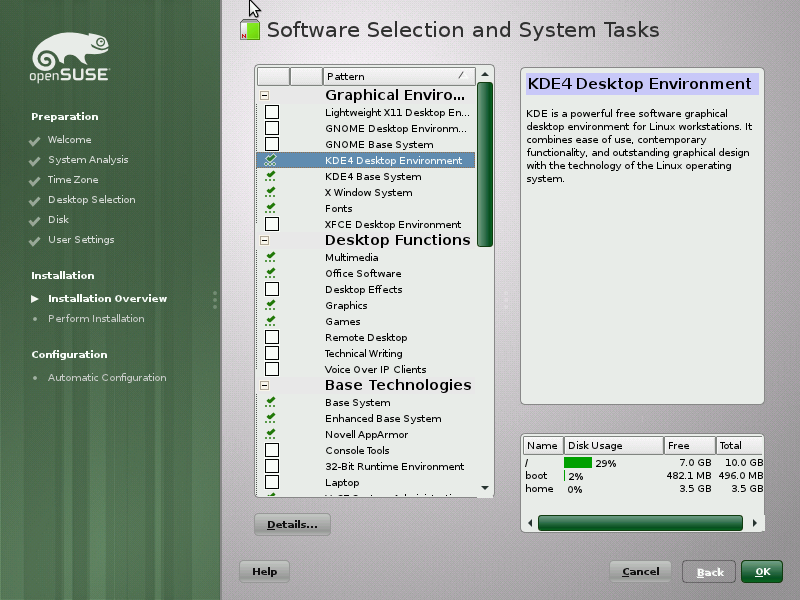 Software Selection and System Tasks
openSUSE
Preparation
Welcome
System Analysis
Time Zone
Desktop Selection
Disk
User Settings
Installation
Installation Overview
Perform Installation
Configuration
Automatic Configuration
Pattern
Graphical Enviro...
Lightweight X11 Desktop En...
GNOME Desktop Environm...
GNOME Base System
KDE4 Desktop Environment
KDE4 Base System
X Window System
Fonts
XFCE Desktop Environment
Desktop Functions
Multimedia
Office Software
Desktop Effects
Graphics
Games
Remote Desktop
Technical Writing
Voice Over IP Clients
Base Technologies
Base System
Enhanced Base System
Novell AppArmor
Console Tools
32-Bit Runtime Environment
Laptop
Details...
KDE4 Desktop Environment
KDE is a powerful free software graphical
desktop environment for Linux workstations. It
combines ease of use, contemporary
functionality, and outstanding graphical design
with the technology of the Linux operating
system.
Name Disk Usage Free Total
/ 29% 7.0 GB 10.0 GB
boot 2% 482.1 MB 496.0 MB
home 0% 3.5 GB 3.5 GB
Help Cancel Back OK